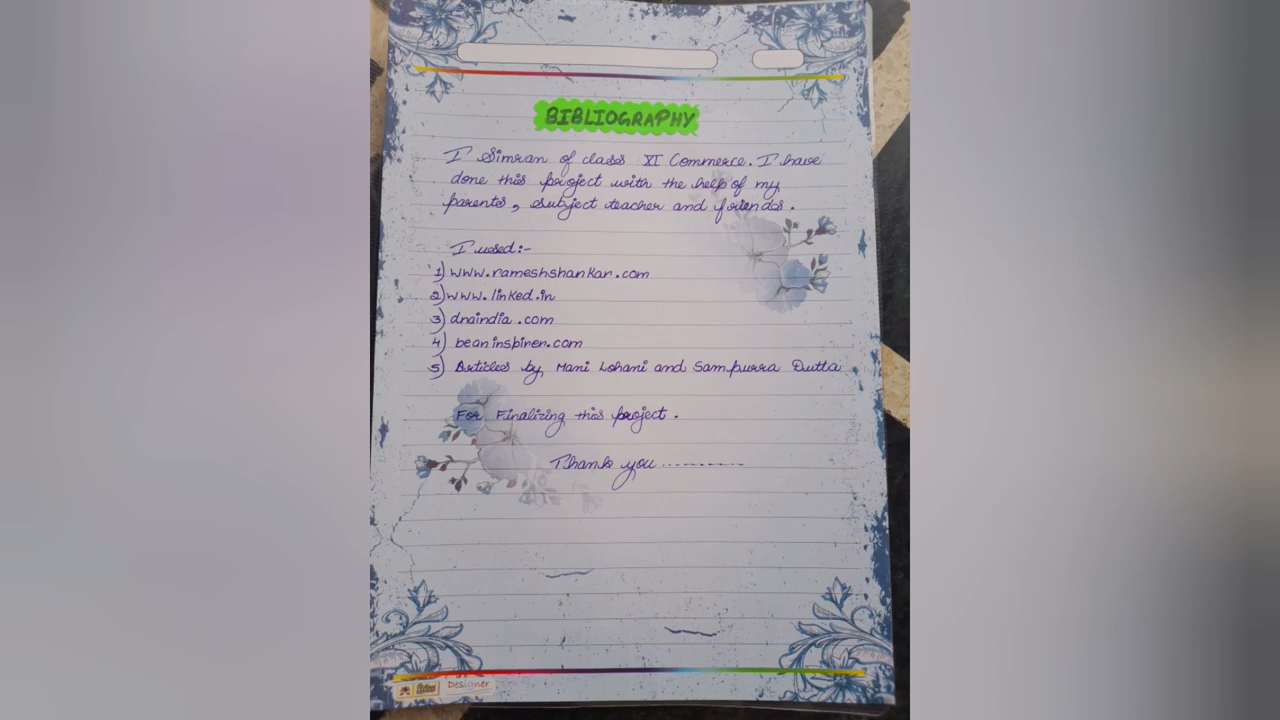 BIBLIOGRAPHY
I Simran of class XI Commerce. I have
done this project with the help of my
parents, subject teacher and friends.
I used:-
1) www.rameshshankar.com
2) www.linked.in
3) dnaindia.com
4) beaninspirer.com
5) Articles by Mani Lohani and Sampurra Dutta
For Finalizing this project.
Thank you ..........
Designer